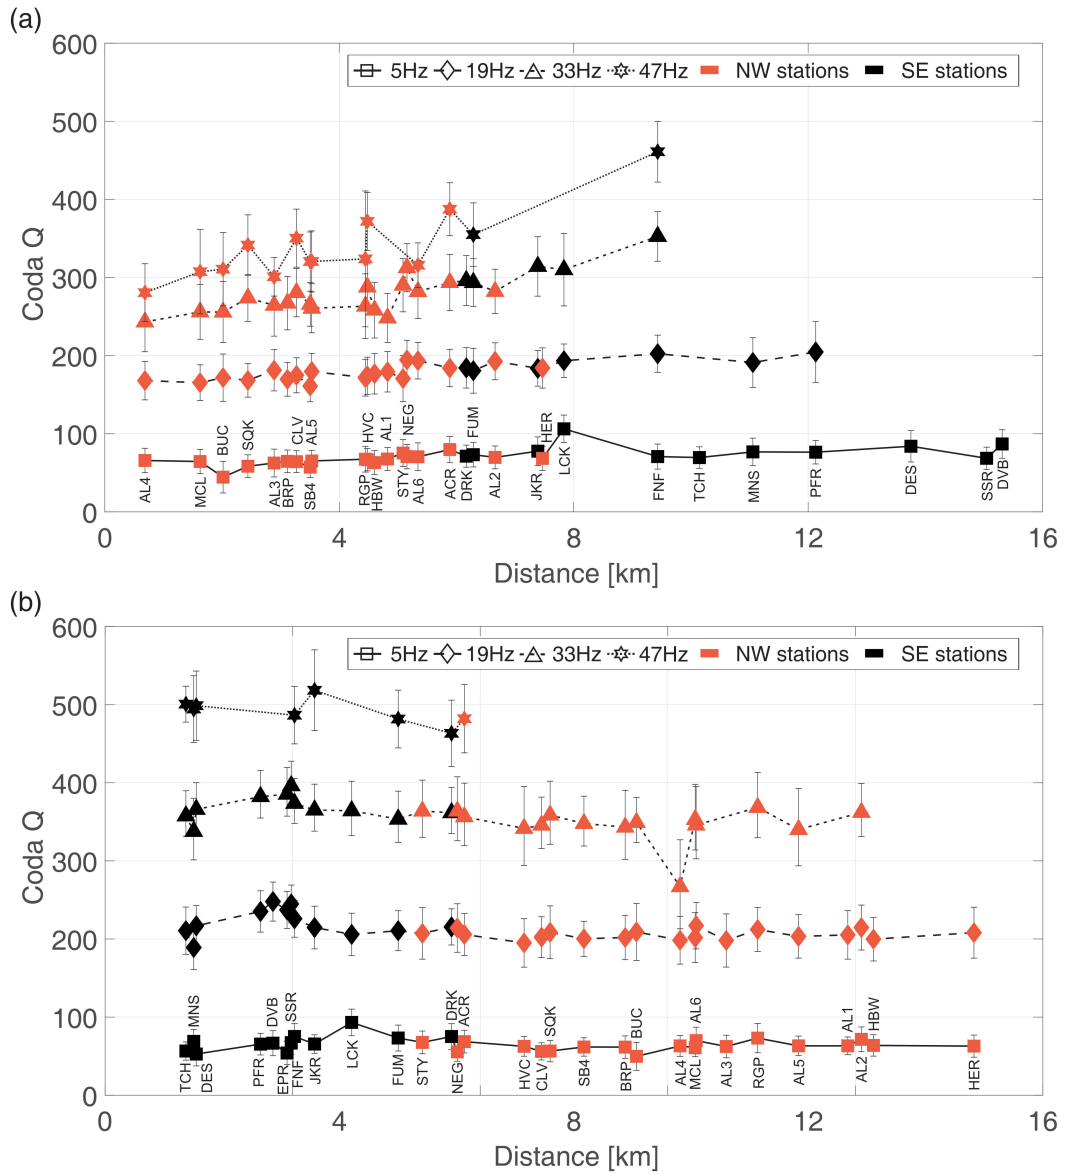 (a)
600
500
400
300
200
100
0
Coda Q
5Hz 19Hz 33Hz 47Hz NW stations SE stations
AL4
MCL
BUC
SQK
AL3
BRP
CLV
SB4
AL5
RGP
HVC
HBW
AL1
STY
NEG
AL6
ACR
DRK
FUM
AL2
JKR
HER
LCK
FNF
TCH
MNS
PFR
DES
SSR
DVB
0 4 8 12 16
Distance [km]
(b)
600
500
400
300
200
100
0
Coda Q
5Hz 19Hz 33Hz 47Hz NW stations SE stations
TCH
MNS
DES
PFR
DVB
EPR
SSR
FNF
JKR
LCK
FUM
STY
DRK
NEG
ACR
HVC
CLV
SQK
SB4
BRP
BUC
AL4
MCL
AL6
AL3
RGP
AL5
AL1
AL2
HBW
HER
0 4 8 12 16
Distance [km]